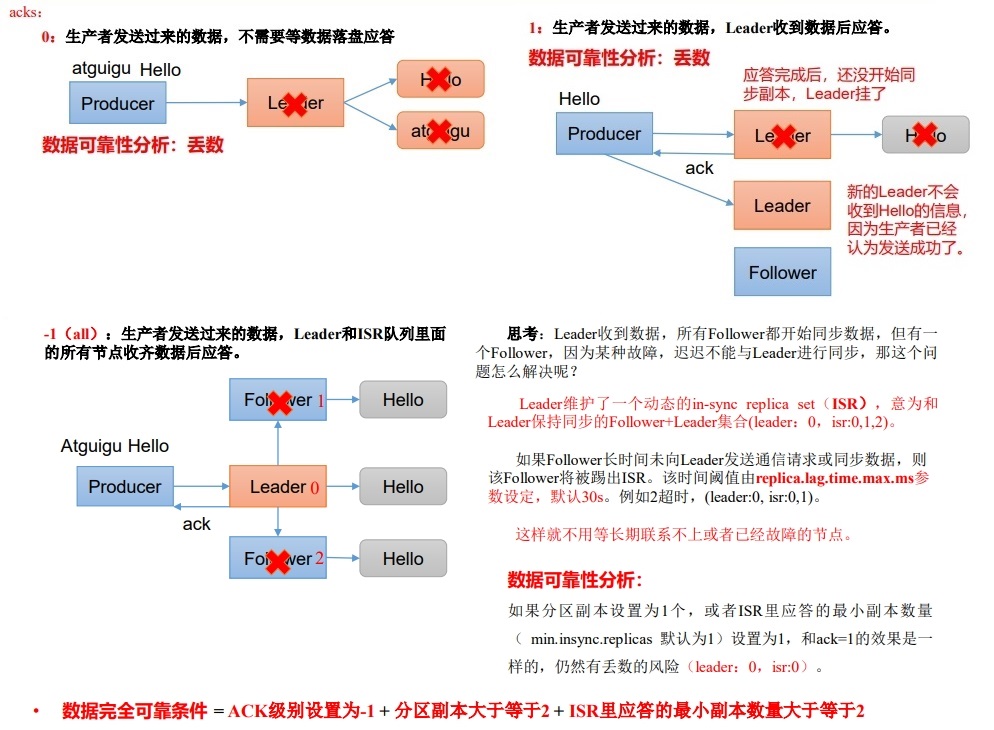 acks:
0：生产者发送过来的数据，不需要等数据落盘应答
atguigu Hello
Producer
Leader
Hello
atguigu
数据可靠性分析：丢数
1：生产者发送过来的数据，Leader收到数据后应答。
数据可靠性分析：丢数
应答完成后，还没开始同
步副本，Leader挂了
Hello
Producer
Leader
Hello
ack
Leader
新的Leader不会
收到Hello的信息，
因为生产者已经
认为发送成功了。
Follower
-1（all）：生产者发送过来的数据，Leader和ISR队列里面
的所有节点收齐数据后应答。
Follower 1
Hello
Atguigu Hello
Producer
Leader 0
Hello
ack
Follower 2
Hello
思考：Leader收到数据，所有Follower都开始同步数据，但有一
个Follower，因为某种故障，迟迟不能与Leader进行同步，那这个问
题怎么解决呢？
Leader维护了一个动态的in-sync replica set（ISR），意为和
Leader保持同步的Follower+Leader集合(leader：0，isr:0,1,2)。
如果Follower长时间未向Leader发送通信请求或同步数据，则
该Follower将被踢出ISR。该时间阈值由replica.lag.time.max.ms参
数设定，默认30s。例如2超时，(leader:0, isr:0,1)。
这样就不用等长期联系不上或者已经故障的节点。
数据可靠性分析：
如果分区副本设置为1个，或者ISR里应答的最小副本数量
（ min.insync.replicas 默认为1）设置为1，和ack=1的效果是一
样的，仍然有丢数的风险（leader：0，isr:0）。
• 数据完全可靠条件 = ACK级别设置为-1 + 分区副本大于等于2 + ISR里应答的最小副本数量大于等于2